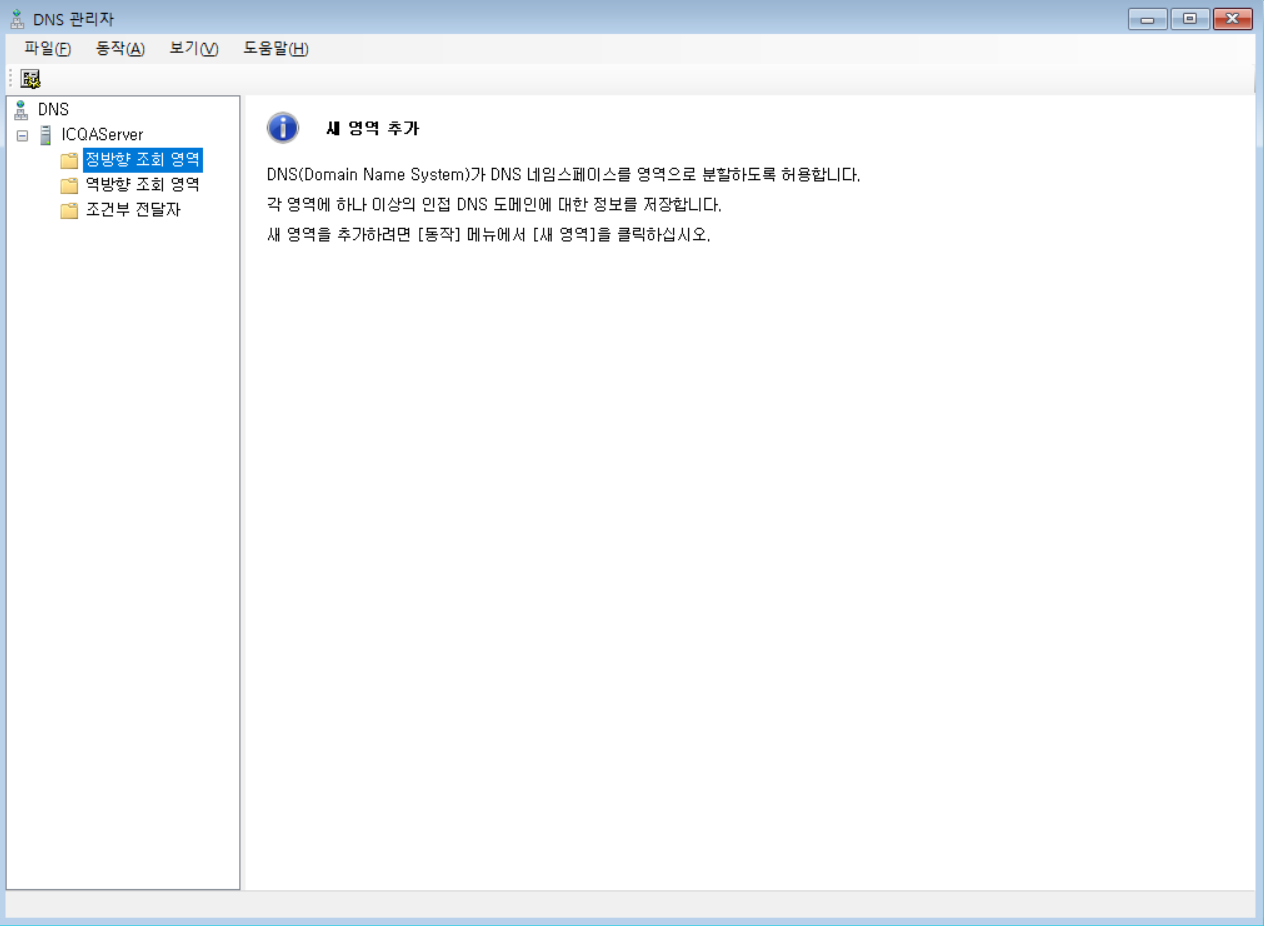 DNS 관리자
파일(F) 동작(A) 보기(V) 도움말(H)
DNS
ICQAServer
정방향 조회 영역
역방향 조회 영역
조건부 전달자
새 영역 추가
DNS(Domain Name System)가 DNS 네임스페이스를 영역으로 분할하도록 허용합니다.
각 영역에 하나 이상의 인접 DNS 도메인에 대한 정보를 저장합니다.
새 영역을 추가하려면 [동작] 메뉴에서 [새 영역]을 클릭하십시오.